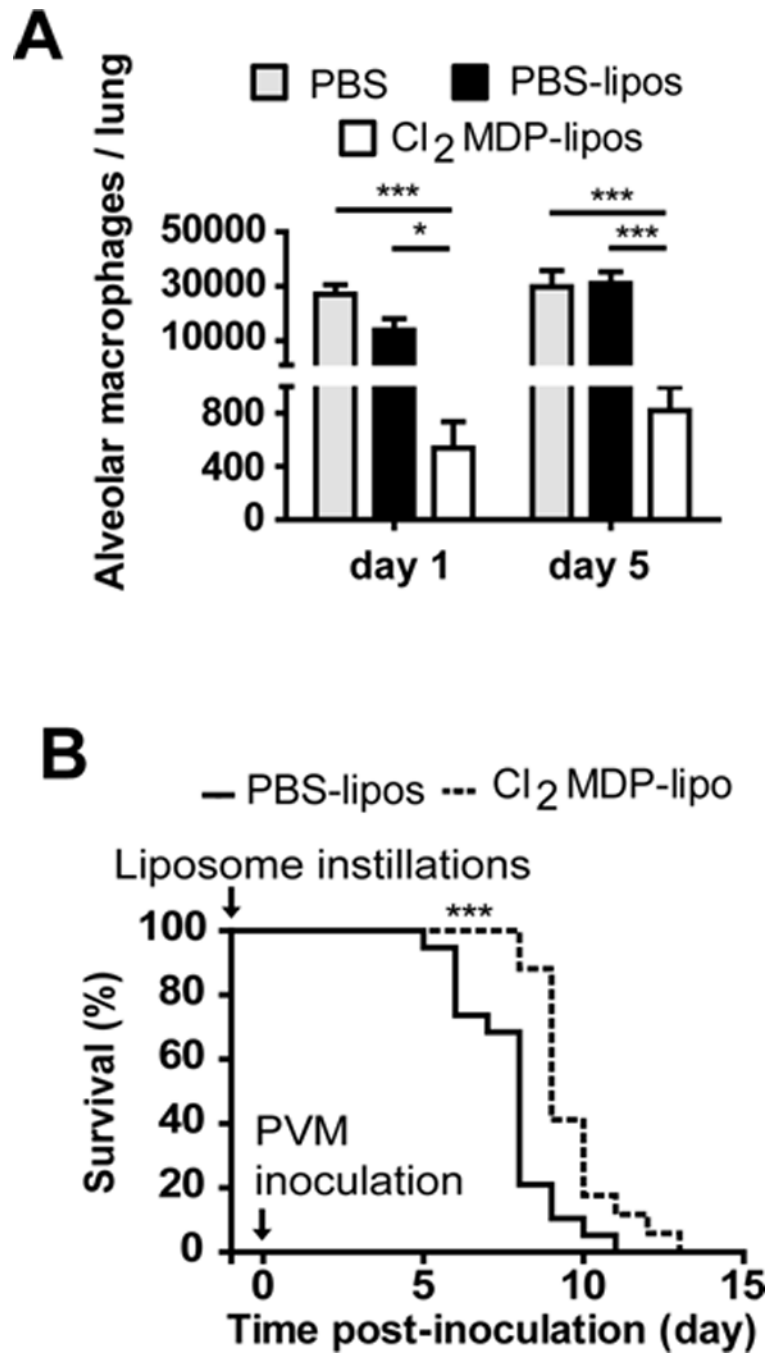 A
PBS PBS-lipos
Cl2 MDP-lipos
Alveolar macrophages / lung
*** ***
* ***
50000
30000
10000
800
400
0
day 1 day 5
B
PBS-lipos Cl2 MDP-lipo
Liposome instillations
***
Survival (%)
100
80
60
40
20
0
PVM
inoculation
0 5 10 15
Time post-inoculation (day)